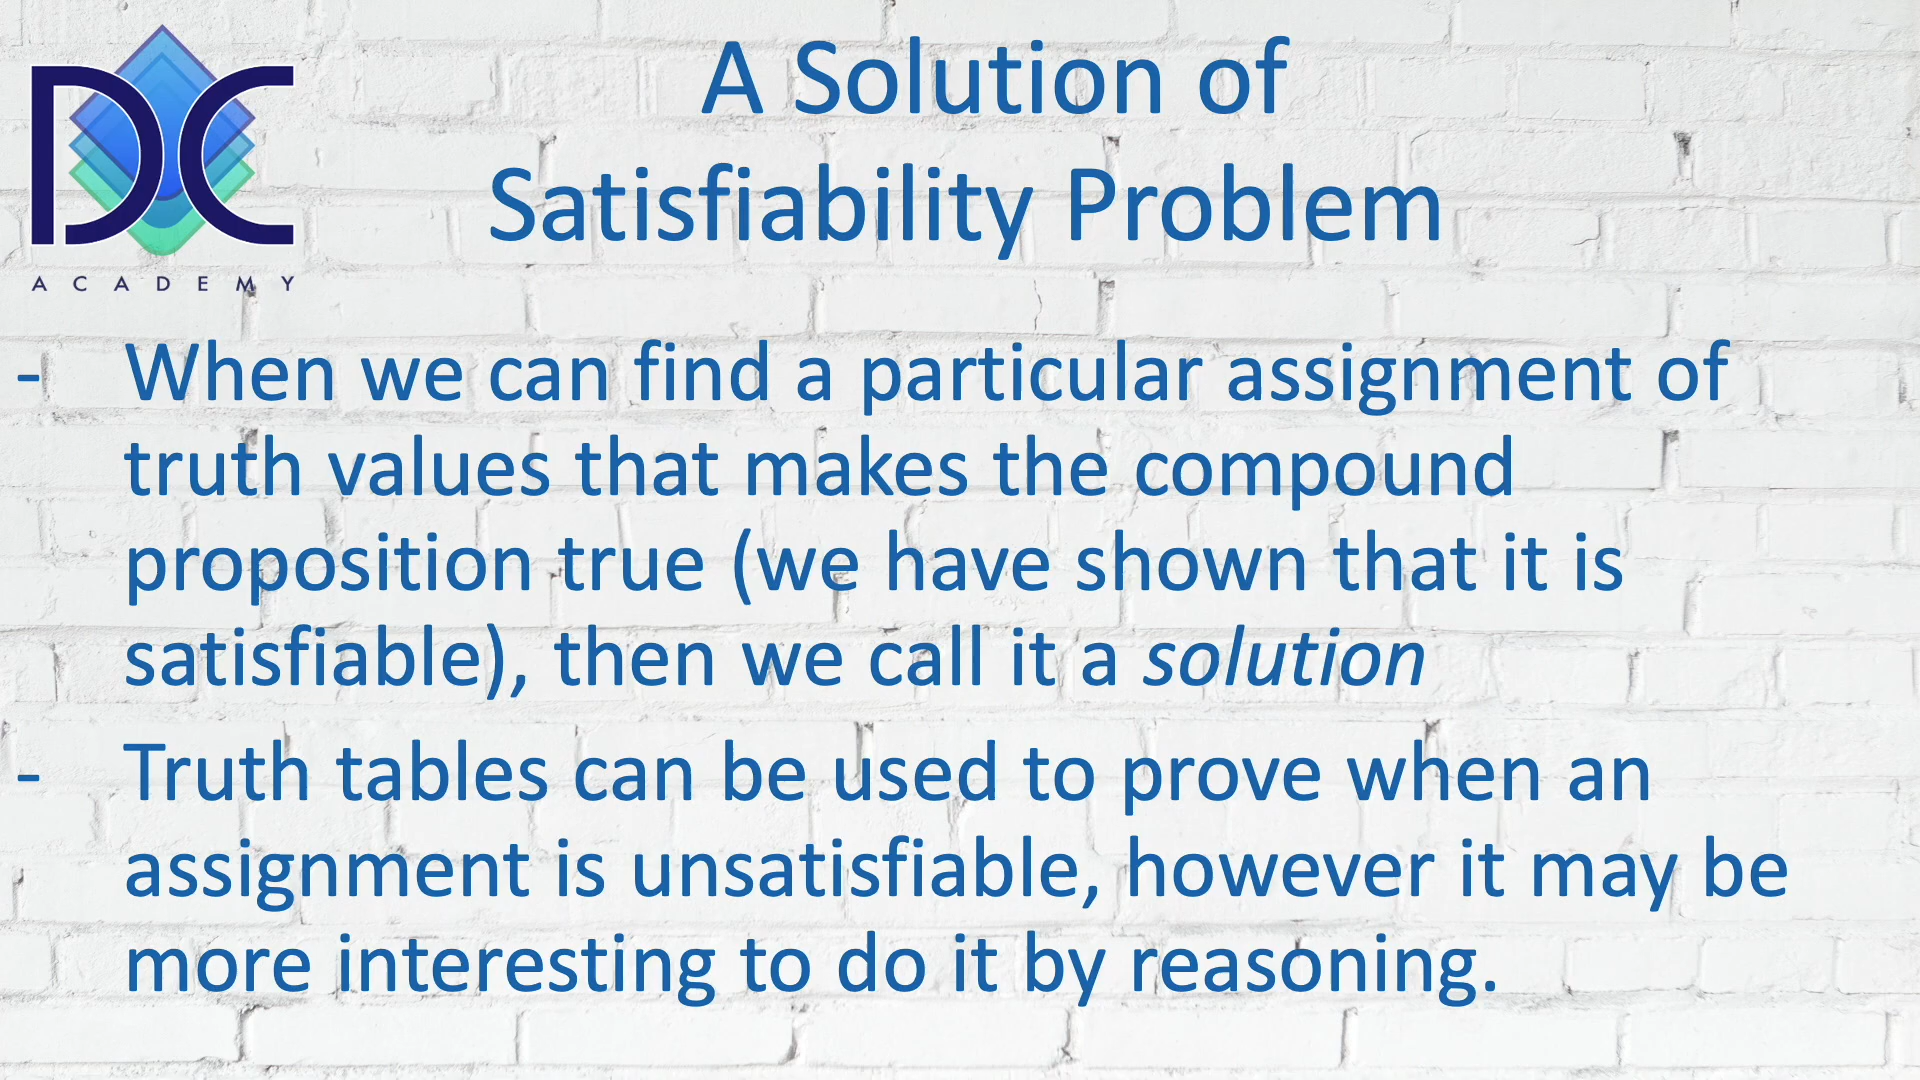 DC
ACADEMY
A Solution of
Satisfiability Problem
- When we can find a particular assignment of
truth values that makes the compound
proposition true (we have shown that it is
satisfiable), then we call it a solution
- Truth tables can be used to prove when an
assignment is unsatisfiable, however it may be
more interesting to do it by reasoning.